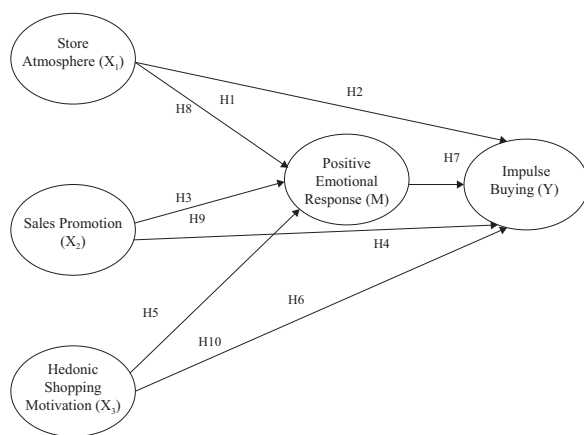 Store
Atmosphere (X₁)
H2
H1
H8
Positive
Emotional
Response (M)
H7
Impulse
Buying (Y)
H3
H9
Sales Promotion
(X₂)
H4
H5
H6
H10
Hedonic
Shopping
Motivation (X₃)